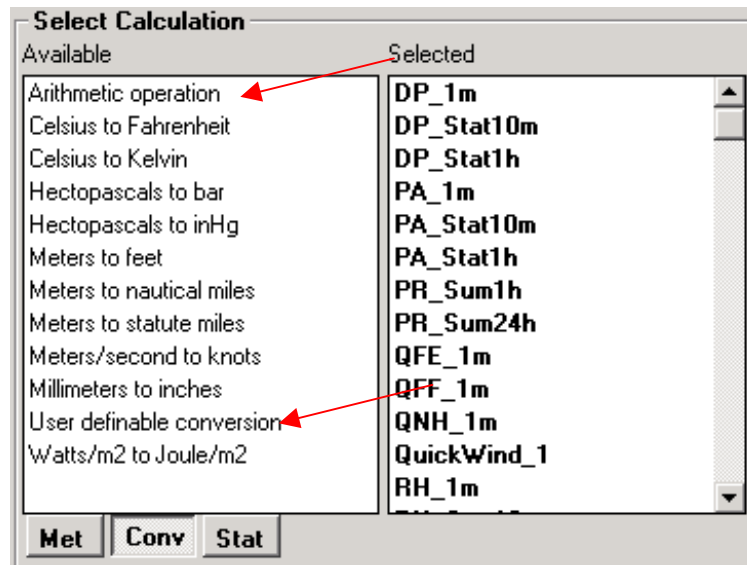 Select Calculation
Available
Selected
Arithmetic operation
Celsius to Fahrenheit
Celsius to Kelvin
Hectopascals to bar
Hectopascals to inHg
Meters to feet
Meters to nautical miles
Meters to statute miles
Meters/second to knots
Millimeters to inches
User definable conversion
Watts/m2 to Joule/m2
DP_1m
DP_Stat10m
DP_Stat1h
PA_1m
PA_Stat10m
PA_Stat1h
PR_Sum1h
PR_Sum24h
QFE_1m
QFF_1m
QNH_1m
QuickWind_1
RH_1m
Met
Conv
Stat